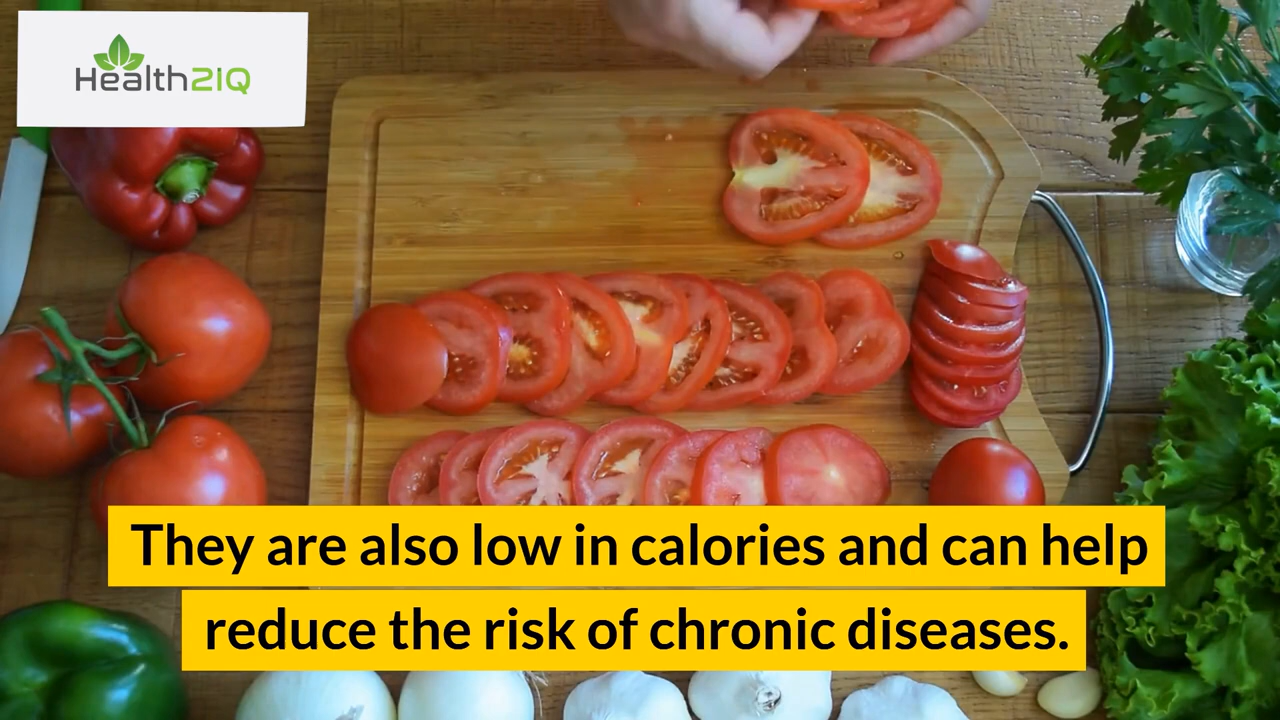 Health2IQ
They are also low in calories and can help
reduce the risk of chronic diseases.